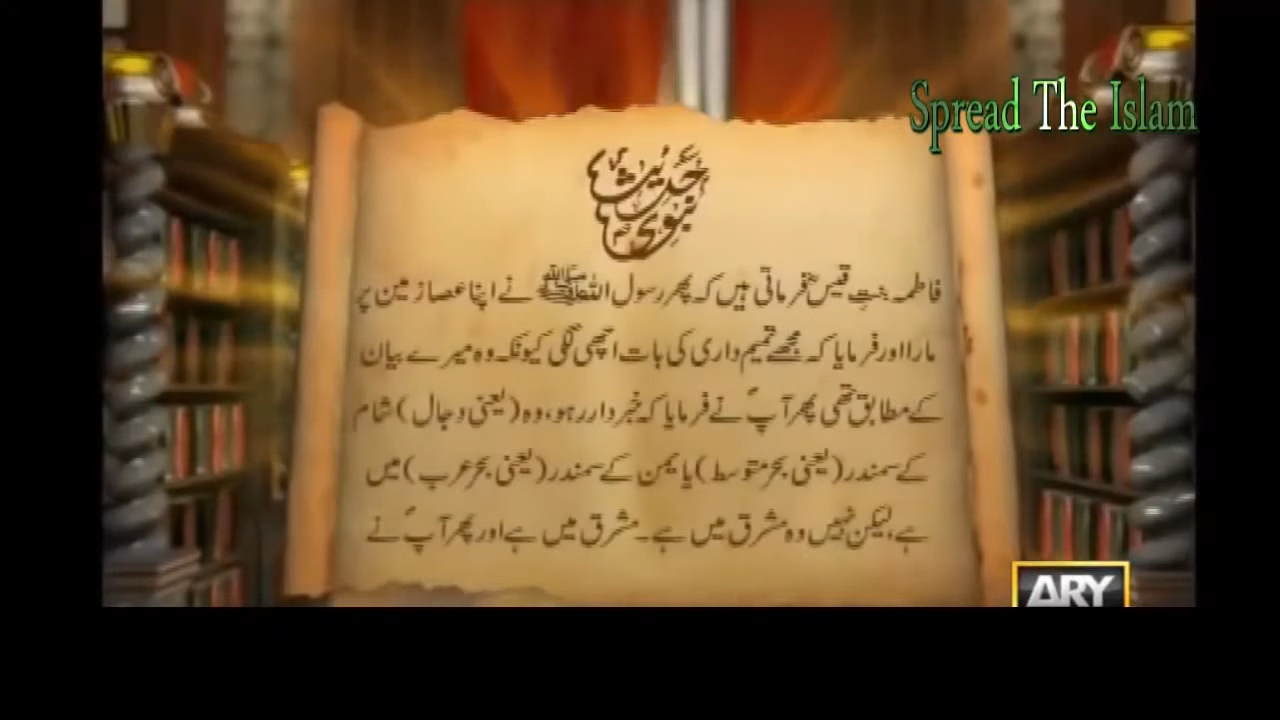 Spread The Islam
حدیث نبوی
فاطمہ بنتِ قیسؓ فرماتی ہیں کہ پھر رسول اللہ ﷺ نے اپنا عصا زمین پر
مارا اور فرمایا کہ مجھے تمیم داری کی بات اچھی لگی کیونکہ وہ میرے بیان
کے مطابق تھی پھر آپؐ نے فرمایا کہ خبردار رہو، وہ (یعنی دجال) شام
کے سمندر (یعنی بحر متوسط) یا یمن کے سمندر (یعنی بحر عرب) میں
ہے، لیکن نہیں وہ مشرق میں ہے۔ مشرق میں ہے اور پھر آپؐ نے
ARY